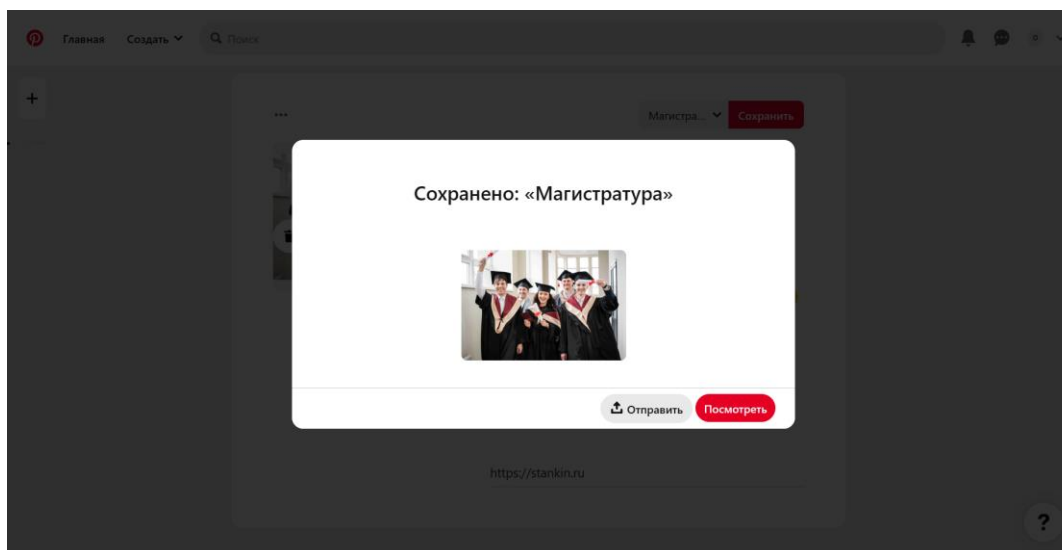 Главная Создать Поиск
Магистра... Сохранить
Сохранено: «Магистратура»
Отправить Посмотреть
https://stankin.ru
?